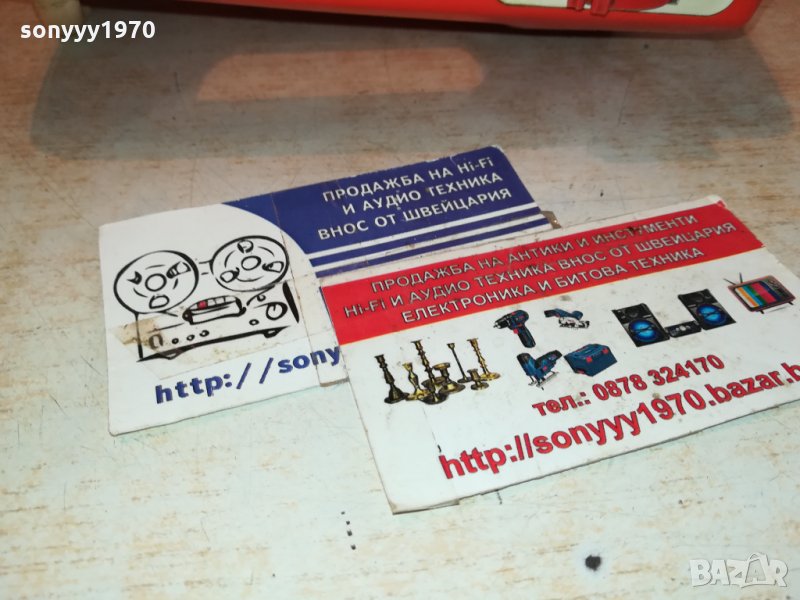 sonyyy1970
ПРОДАЖБА НА Hi-Fi
И АУДИО ТЕХНИКА
ВНОС ОТ ШВЕЙЦАРИЯ
http://sony
ПРОДАЖБА НА АНТИКИ И ИНСТРУМЕНТИ
Hi-Fi И АУДИО ТЕХНИКА ВНОС ОТ ШВЕЙЦАРИЯ
ЕЛЕКТРОНИКА И БИТОВА ТЕХНИКА
тел.: 0878 324170
http://sonyyy1970.bazar.b
BAZAR